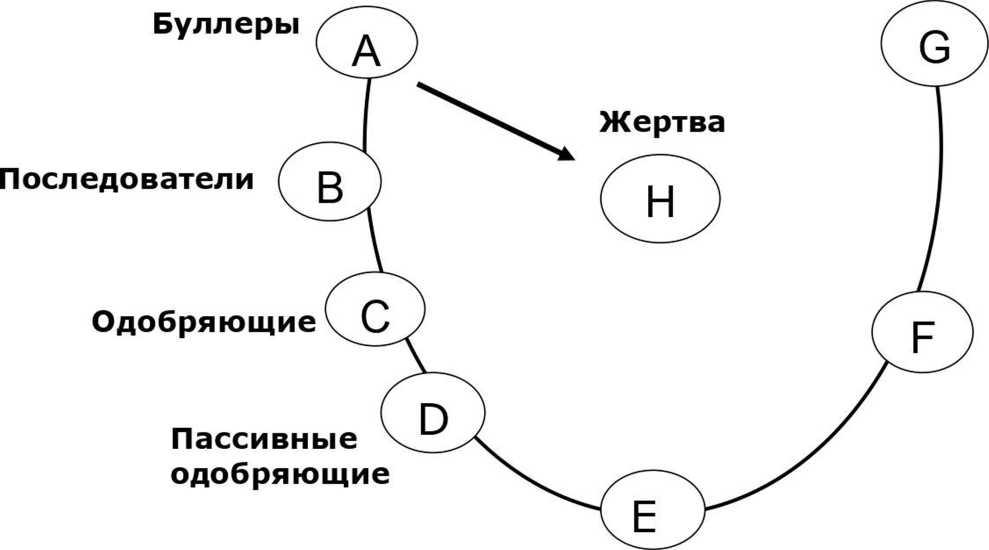 Буллеры
A
G
Жертва
H
Последователи
B
Одобряющие
C
F
D
Пассивные
одобряющие
E